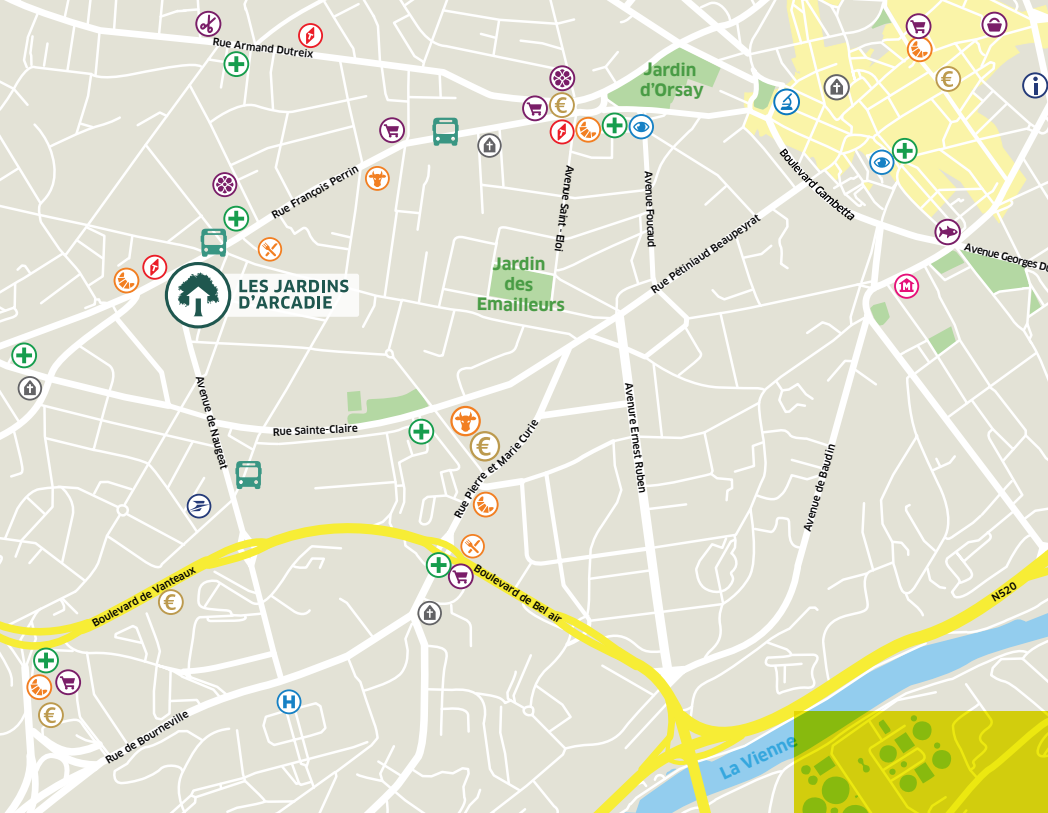 Rue Armand Dutreix
Jardin
d'Orsay
i
€
€
Boulevard Gambetta
Rue François Perrin
Avenue Saint - Eloi
Avenue Foucaud
Rue Pétiniaud Beaupeyrat
Avenue Georges Du
Jardin
des
Emailleurs
LES JARDINS
D'ARCADIE
Avenue de Naugeat
Rue Sainte-Claire
€
Rue Pierre et Marie Curie
Avenure Ernest Ruben
Avenue de Baudin
Boulevard de Vanteaux
€
Boulevard de Bel air
N520
€
H
Rue de Bourneville
La Vienne